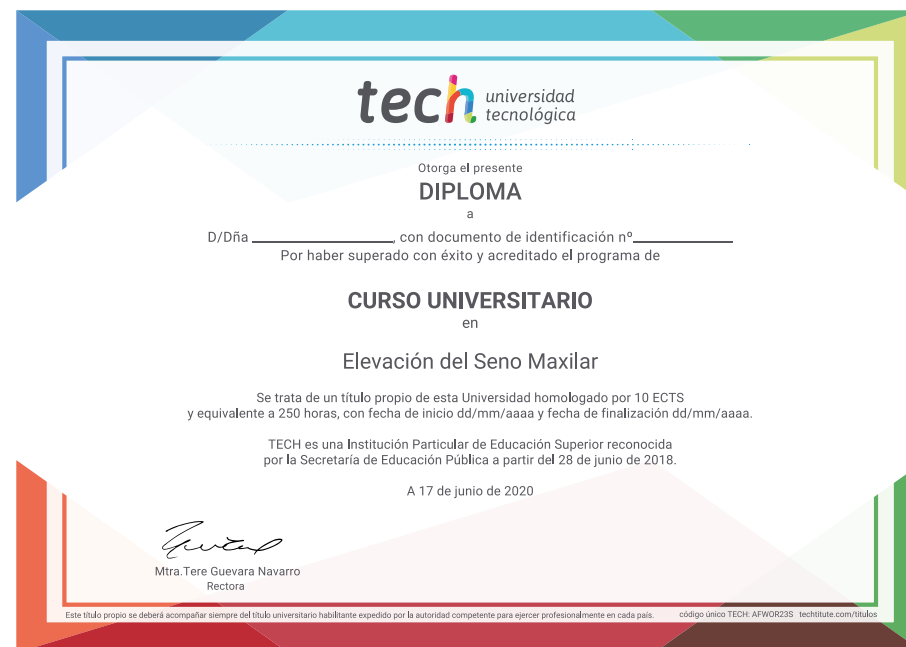 tech universidad
tecnológica
Otorga el presente
DIPLOMA
a
D/Dña ____________________, con documento de identificación nº______________
Por haber superado con éxito y acreditado el programa de
CURSO UNIVERSITARIO
en
Elevación del Seno Maxilar
Se trata de un título propio de esta Universidad homologado por 10 ECTS
y equivalente a 250 horas, con fecha de inicio dd/mm/aaaa y fecha de finalización dd/mm/aaaa.
TECH es una Institución Particular de Educación Superior reconocida
por la Secretaría de Educación Pública a partir del 28 de junio de 2018.
A 17 de junio de 2020
Mtra.Tere Guevara Navarro
Rectora
Este título propio se deberá acompañar siempre del título universitario habilitante expedido por la autoridad competente para ejercer profesionalmente en cada país. código único TECH: AFWOR23S techtitute.com/titulos